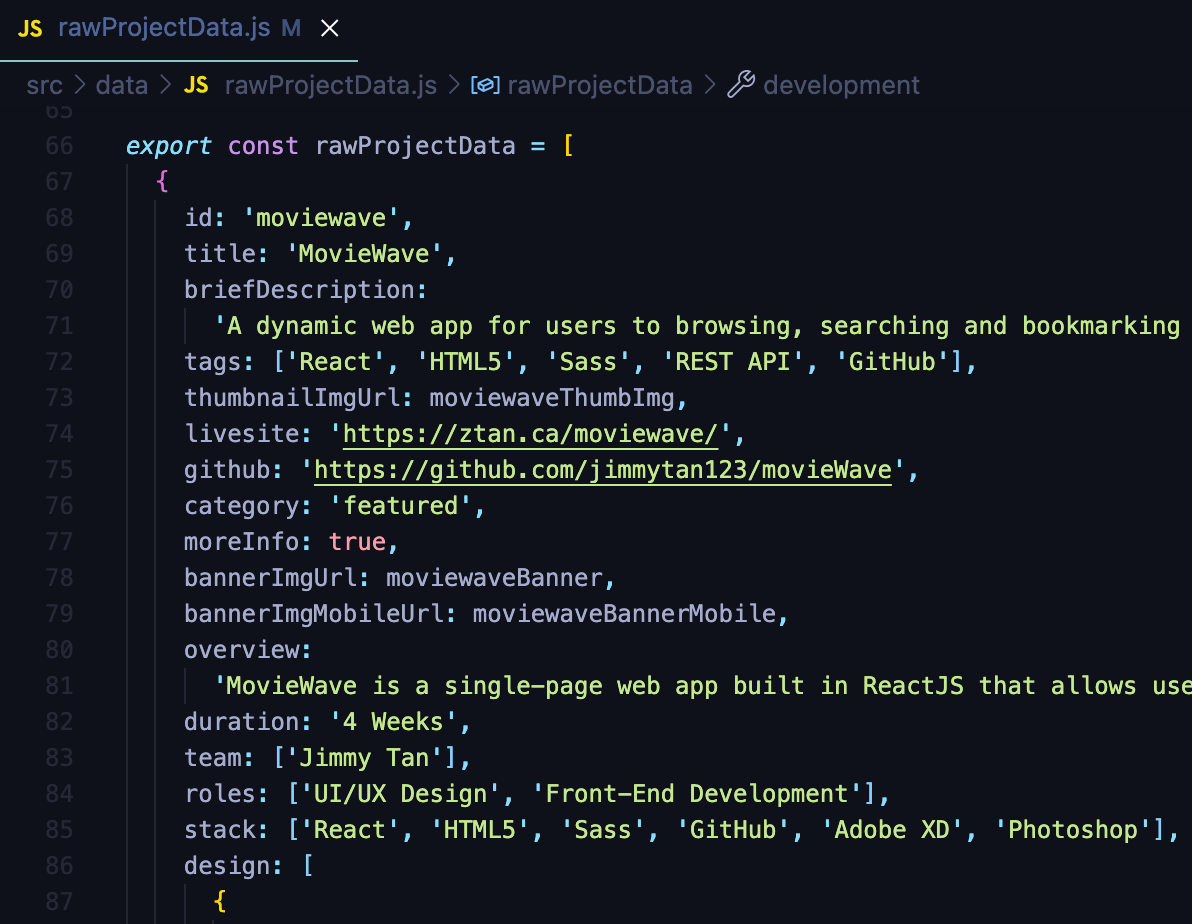 JS rawProjectData.js M
src > data > JS rawProjectData.js > rawProjectData > development
65
66 export const rawProjectData = [
67 {
68 id: 'moviewave',
69 title: 'MovieWave',
70 briefDescription:
71 'A dynamic web app for users to browsing, searching and bookmarking
72 tags: ['React', 'HTML5', 'Sass', 'REST API', 'GitHub'],
73 thumbnailImgUrl: moviewaveThumbImg,
74 livesite: 'https://ztan.ca/moviewave/',
75 github: 'https://github.com/jimmytan123/movieWave',
76 category: 'featured',
77 moreInfo: true,
78 bannerImgUrl: moviewaveBanner,
79 bannerImgMobileUrl: moviewaveBannerMobile,
80 overview:
81 'MovieWave is a single-page web app built in ReactJS that allows use
82 duration: '4 Weeks',
83 team: ['Jimmy Tan'],
84 roles: ['UI/UX Design', 'Front-End Development'],
85 stack: ['React', 'HTML5', 'Sass', 'GitHub', 'Adobe XD', 'Photoshop'],
86 design: [
87 {